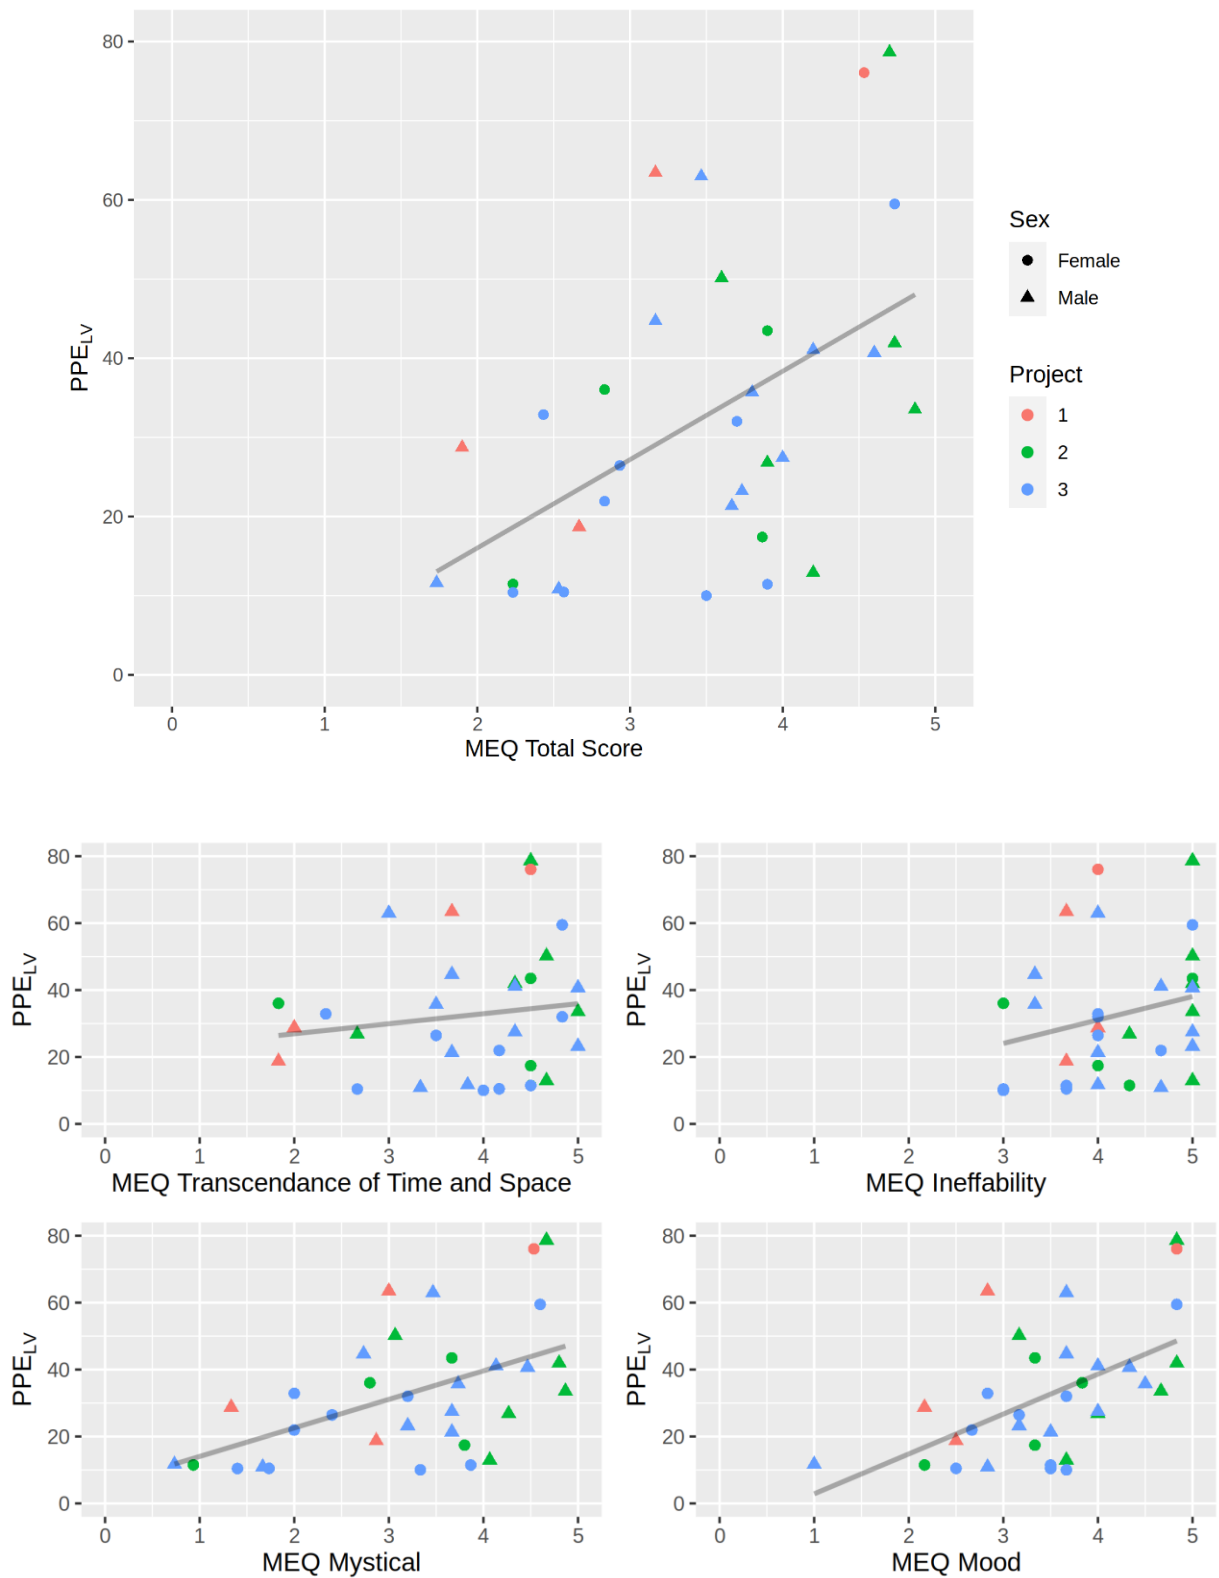 80
60
40
20
0
PPELV
0 1 2 3 4 5
MEQ Total Score
Sex
Female
Male
Project
1
2
3
80
60
40
20
0
PPELV
0 1 2 3 4 5
MEQ Transcendance of Time and Space
80
60
40
20
0
PPELV
0 1 2 3 4 5
MEQ Ineffability
80
60
40
20
0
PPELV
0 1 2 3 4 5
MEQ Mystical
80
60
40
20
0
PPELV
0 1 2 3 4 5
MEQ Mood